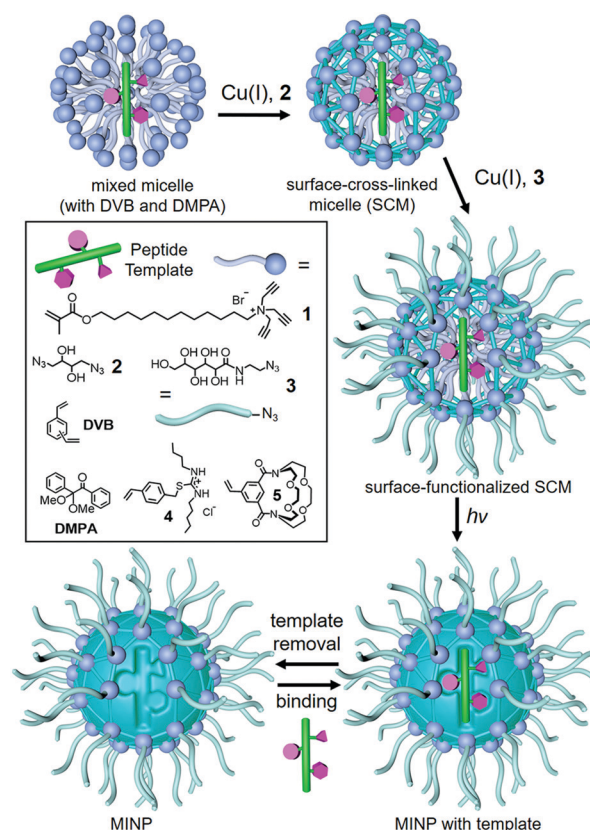 Cu(I), 2
mixed micelle
(with DVB and DMPA)
surface-cross-linked
micelle (SCM)
Cu(I), 3
Peptide
Template
=
Br⁻
O
O
N
+
1
N₃
OH
OH
N₃
2
HO
OH
OH
OH
OH
O
N
H
N₃
3
DVB
=
N₃
O
MeO
OMe
DMPA
S
NH
+
NH
Cl⁻
4
O
N
O
O
O
O
N
O
5
surface-functionalized SCM
hν
template
removal
binding
MINP
MINP with template